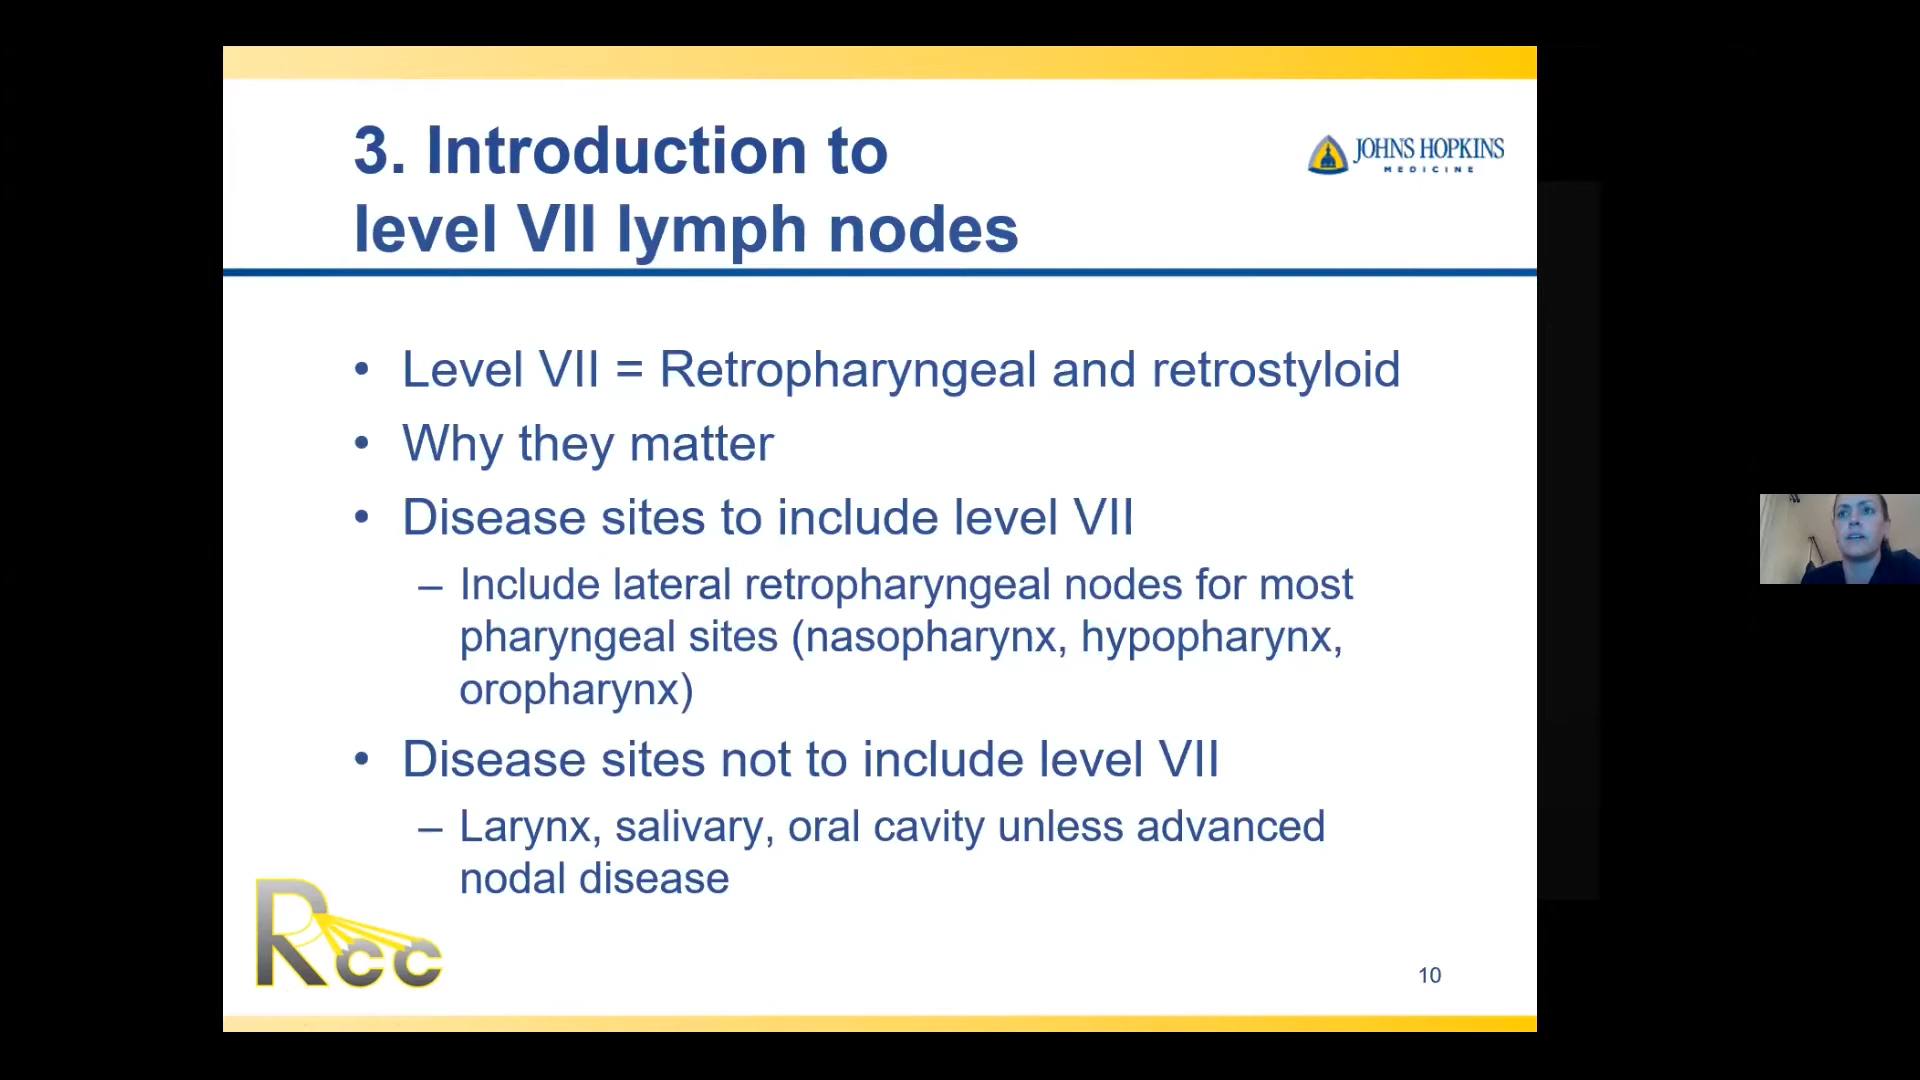 3. Introduction to
level VII lymph nodes
JOHNS HOPKINS
MEDICINE
• Level VII = Retropharyngeal and retrostyloid
• Why they matter
• Disease sites to include level VII
– Include lateral retropharyngeal nodes for most
pharyngeal sites (nasopharynx, hypopharynx,
oropharynx)
• Disease sites not to include level VII
– Larynx, salivary, oral cavity unless advanced
nodal disease
Rcc
10